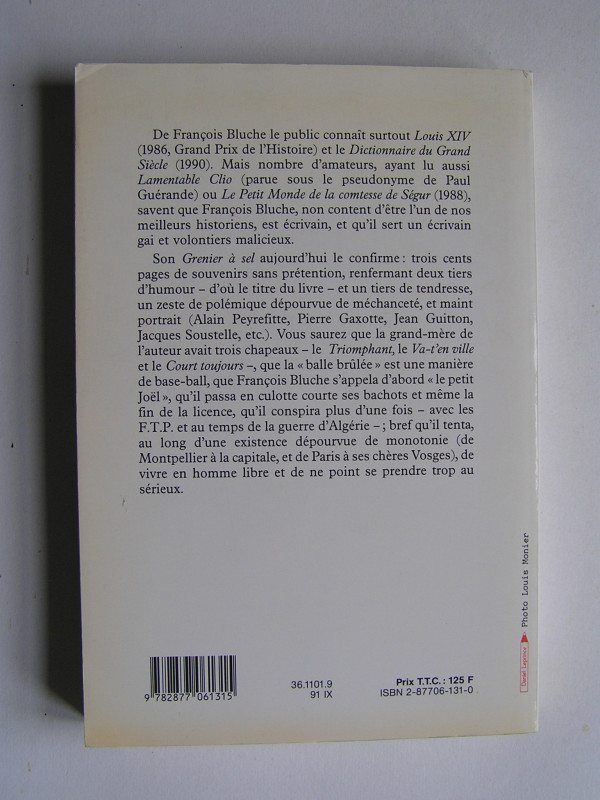 De François Bluche le public connaît surtout Louis XIV
(1986, Grand Prix de l'Histoire) et le Dictionnaire du Grand
Siècle (1990). Mais nombre d'amateurs, ayant lu aussi
Lamentable Clio (parue sous le pseudonyme de Paul
Guérande) ou Le Petit Monde de la comtesse de Ségur (1988),
savent que François Bluche, non content d'être l'un de nos
meilleurs historiens, est écrivain, et qu'il sert un écrivain
gai et volontiers malicieux.
Son Grenier à sel aujourd'hui le confirme : trois cents
pages de souvenirs sans prétention, renfermant deux tiers
d'humour – d'où le titre du livre – et un tiers de tendresse,
un zeste de polémique dépourvue de méchanceté, et maint
portrait (Alain Peyrefitte, Pierre Gaxotte, Jean Guitton,
Jacques Soustelle, etc.). Vous saurez que la grand-mère de
l'auteur avait trois chapeaux – le Triomphant, le Va-t'en ville
et le Court toujours –, que la « balle brûlée » est une manière
de base-ball, que François Bluche s'appela d'abord « le petit
Joël », qu'il passa en culotte courte ses bachots et même la
fin de la licence, qu'il conspira plus d'une fois – avec les
F.T.P. et au temps de la guerre d'Algérie – ; bref qu'il tenta,
au long d'une existence dépourvue de monotonie (de
Montpellier à la capitale, et de Paris à ses chères Vosges), de
vivre en homme libre et de ne point se prendre trop au
sérieux.
Photo Louis Monier
9 782877 061315
36.1101.9
91 IX
Prix T.T.C. : 125 F
ISBN 2-87706-131-0